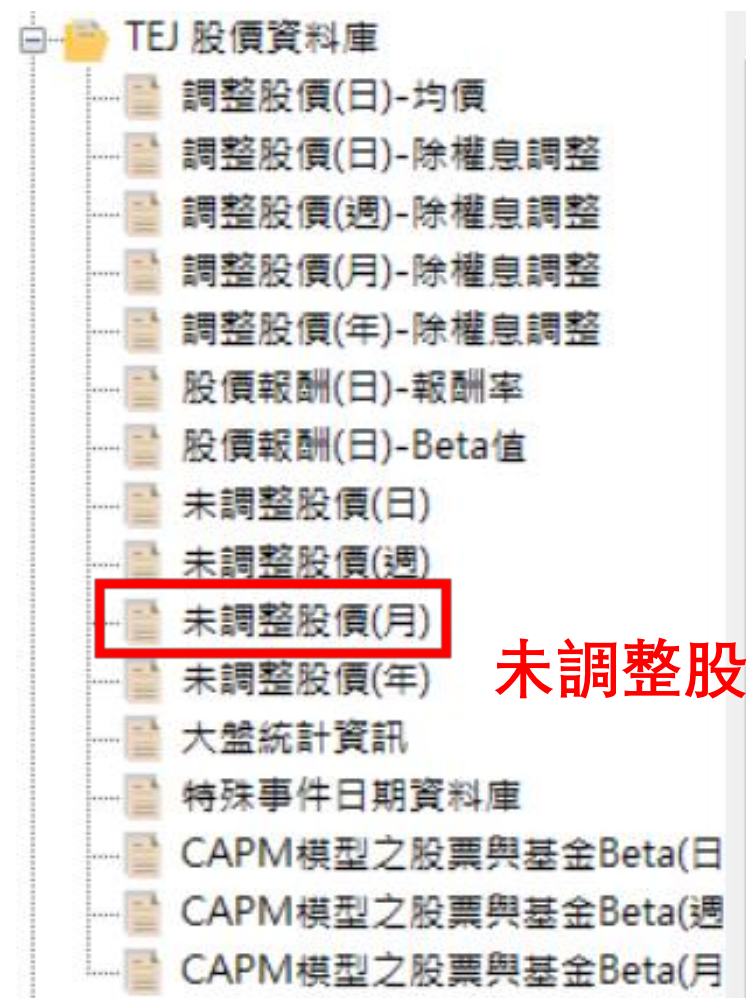 TEJ 股價資料庫
調整股價(日)-均價
調整股價(日)-除權息調整
調整股價(週)-除權息調整
調整股價(月)-除權息調整
調整股價(年)-除權息調整
股價報酬(日)-報酬率
股價報酬(日)-Beta值
未調整股價(日)
未調整股價(週)
未調整股價(月)
未調整股
未調整股價(年)
大盤統計資訊
特殊事件日期資料庫
CAPM模型之股票與基金Beta(日
CAPM模型之股票與基金Beta(週
CAPM模型之股票與基金Beta(月